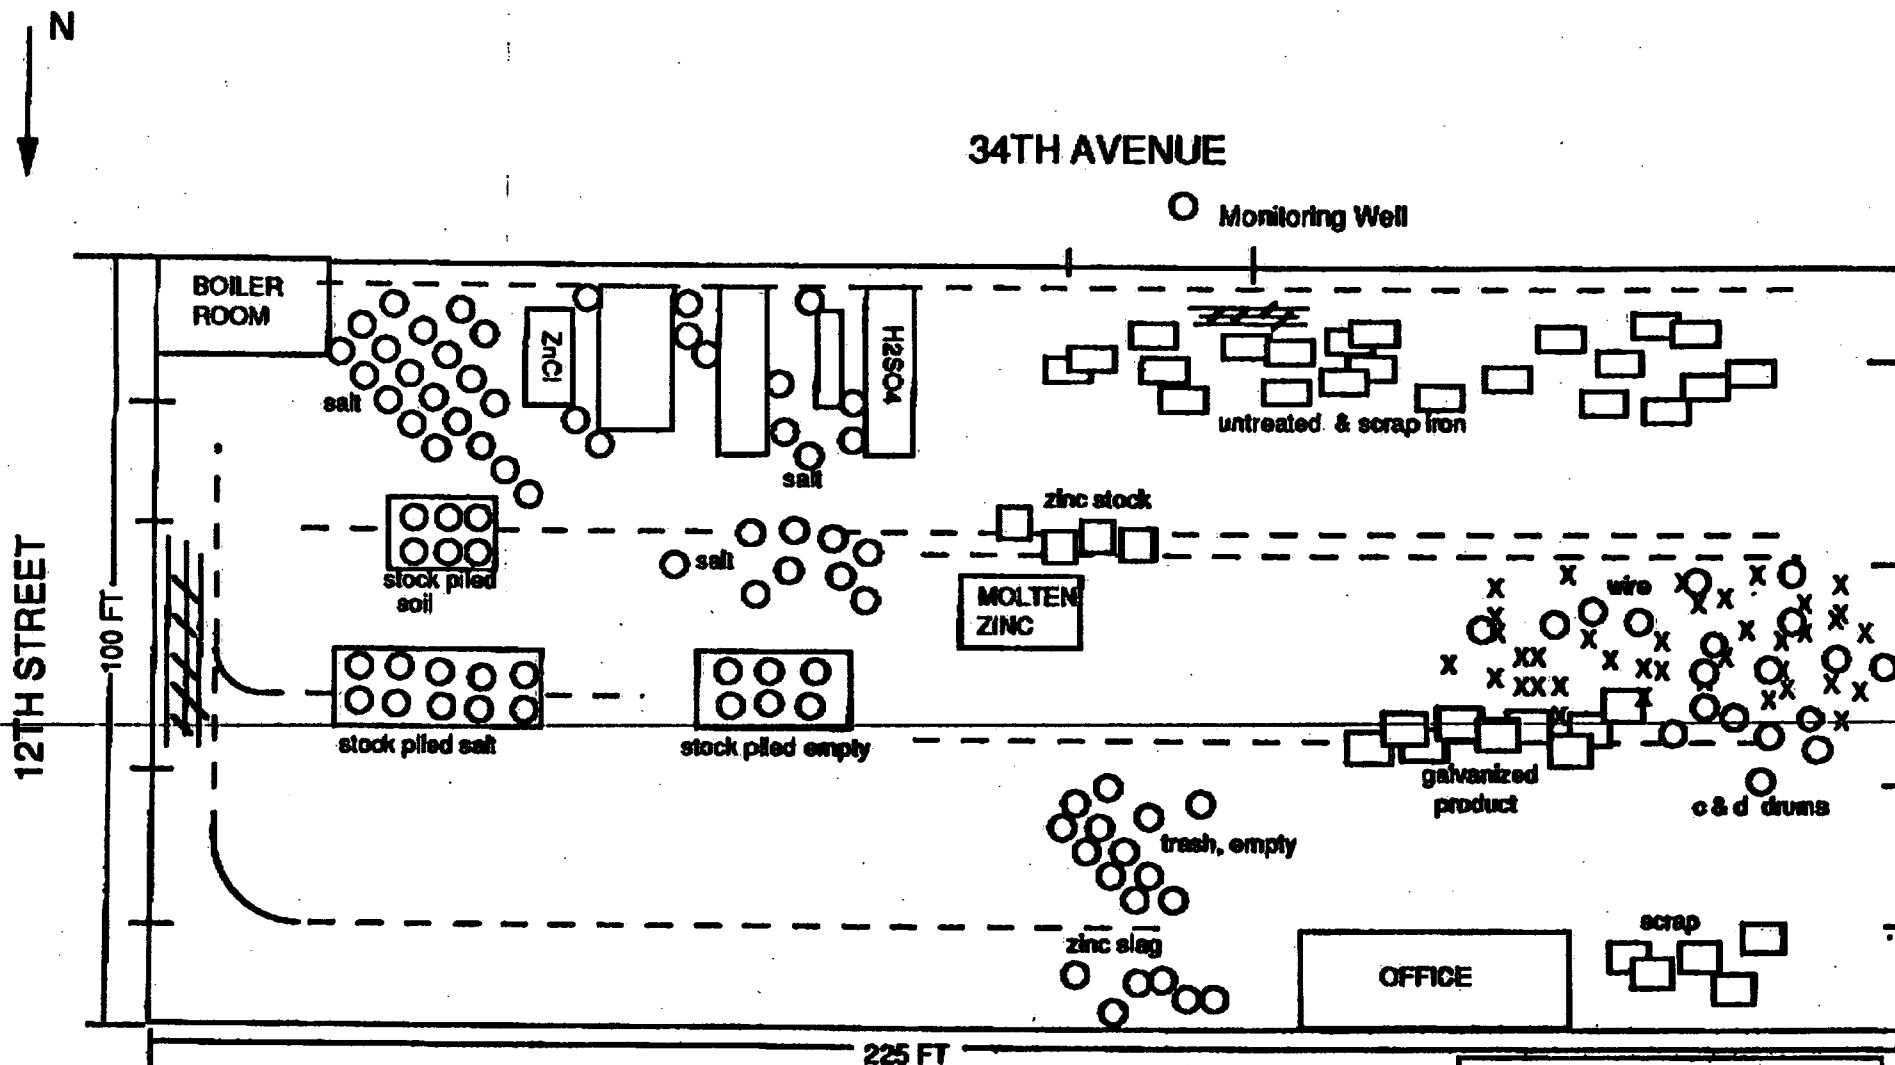 N
34TH AVENUE
Monitoring Well
BOILER
ROOM
ZnCl
H2SO4
salt
untreated & scrap iron
salt
zinc stock
stock piled
soil
salt
MOLTEN
ZINC
wire
12TH STREET
100 FT
stock piled salt
stock piled empty
galvanized
product
c & d drums
trash, empty
zinc slag
OFFICE
scrap
225 FT